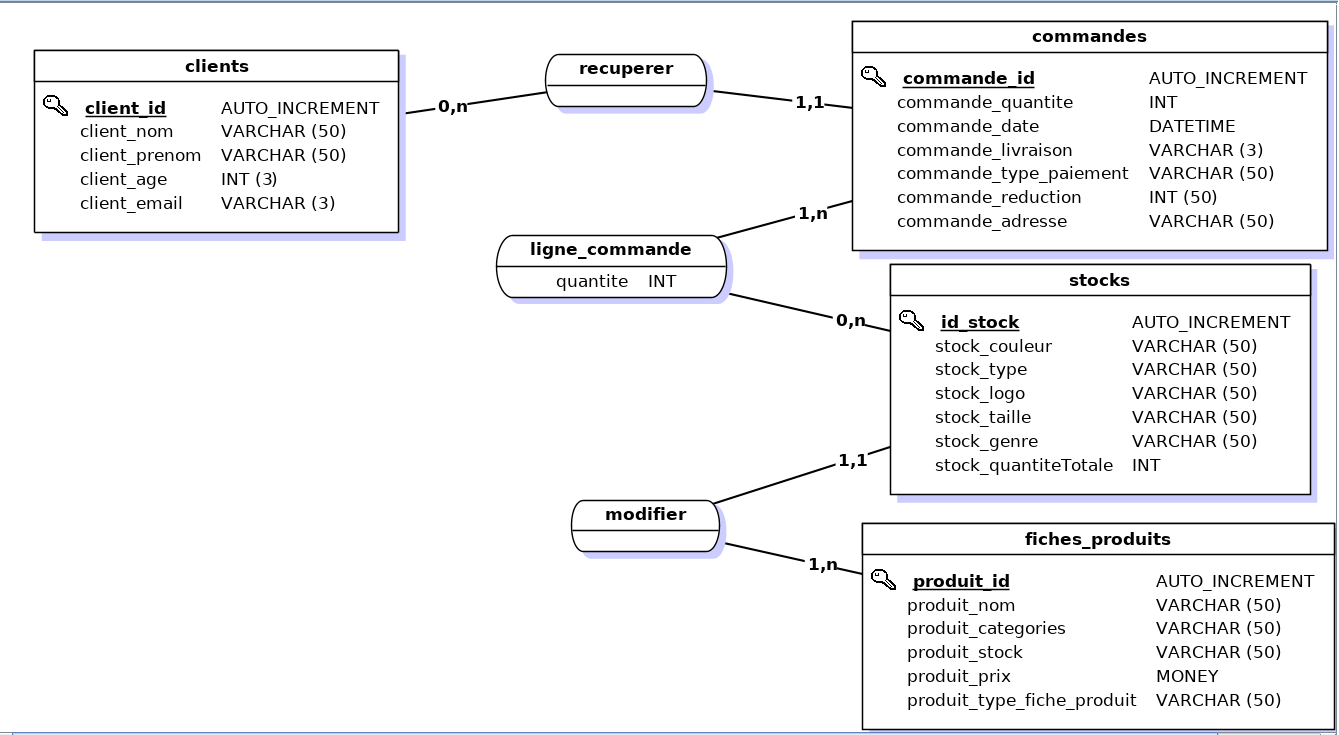 clients
client_id AUTO_INCREMENT
client_nom VARCHAR (50)
client_prenom VARCHAR (50)
client_age INT (3)
client_email VARCHAR (3)
0,n
recuperer
1,1
commandes
commande_id AUTO_INCREMENT
commande_quantite INT
commande_date DATETIME
commande_livraison VARCHAR (3)
commande_type_paiement VARCHAR (50)
commande_reduction INT (50)
commande_adresse VARCHAR (50)
1,n
ligne_commande
quantite INT
0,n
stocks
id_stock AUTO_INCREMENT
stock_couleur VARCHAR (50)
stock_type VARCHAR (50)
stock_logo VARCHAR (50)
stock_taille VARCHAR (50)
stock_genre VARCHAR (50)
stock_quantiteTotale INT
1,1
modifier
1,n
fiches_produits
produit_id AUTO_INCREMENT
produit_nom VARCHAR (50)
produit_categories VARCHAR (50)
produit_stock VARCHAR (50)
produit_prix MONEY
produit_type_fiche_produit VARCHAR (50)